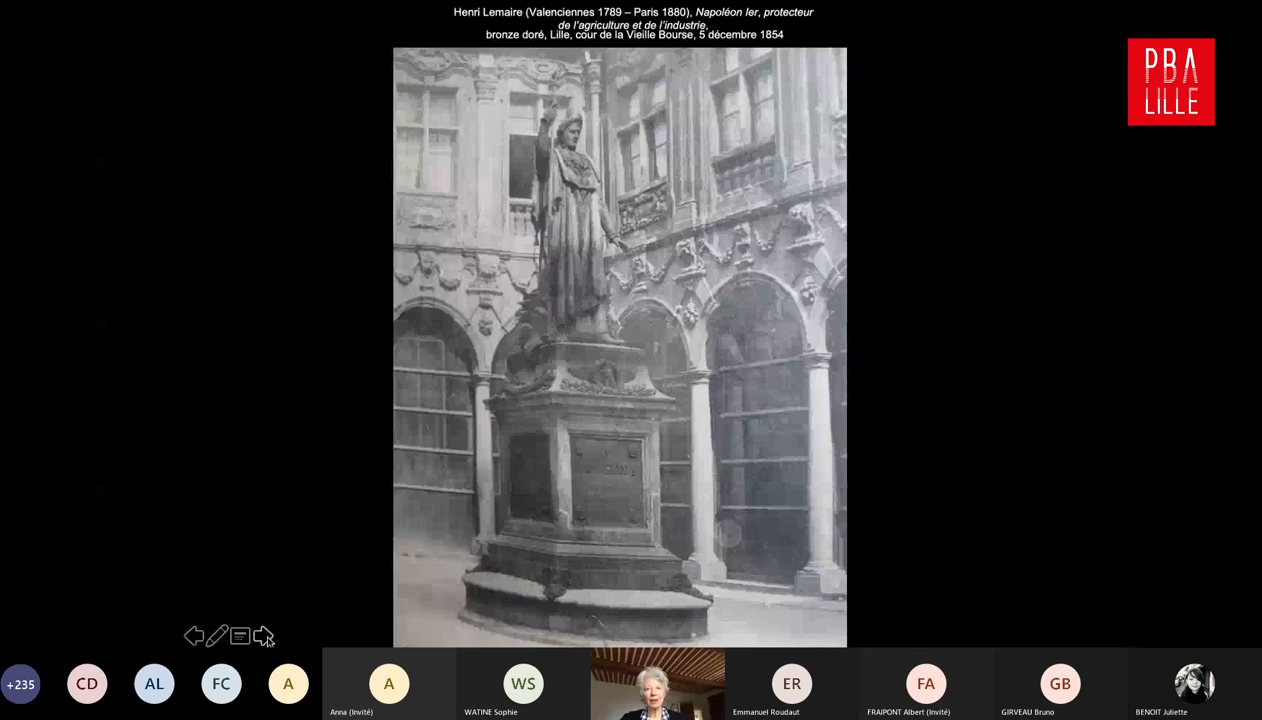 Henri Lemaire (Valenciennes 1789 – Paris 1880), Napoléon Ier, protecteur
de l'agriculture et de l'industrie,
bronze doré, Lille, cour de la Vieille Bourse, 5 décembre 1854
PBA
LILLE
+235
CD
AL
FC
A
A
WS
ER
FA
GB
Anna (Invité)
WATINE Sophie
Emmanuel Roudaut
FRAIPONT Albert (Invité)
GIRVEAU Bruno
BENOIT Juliette